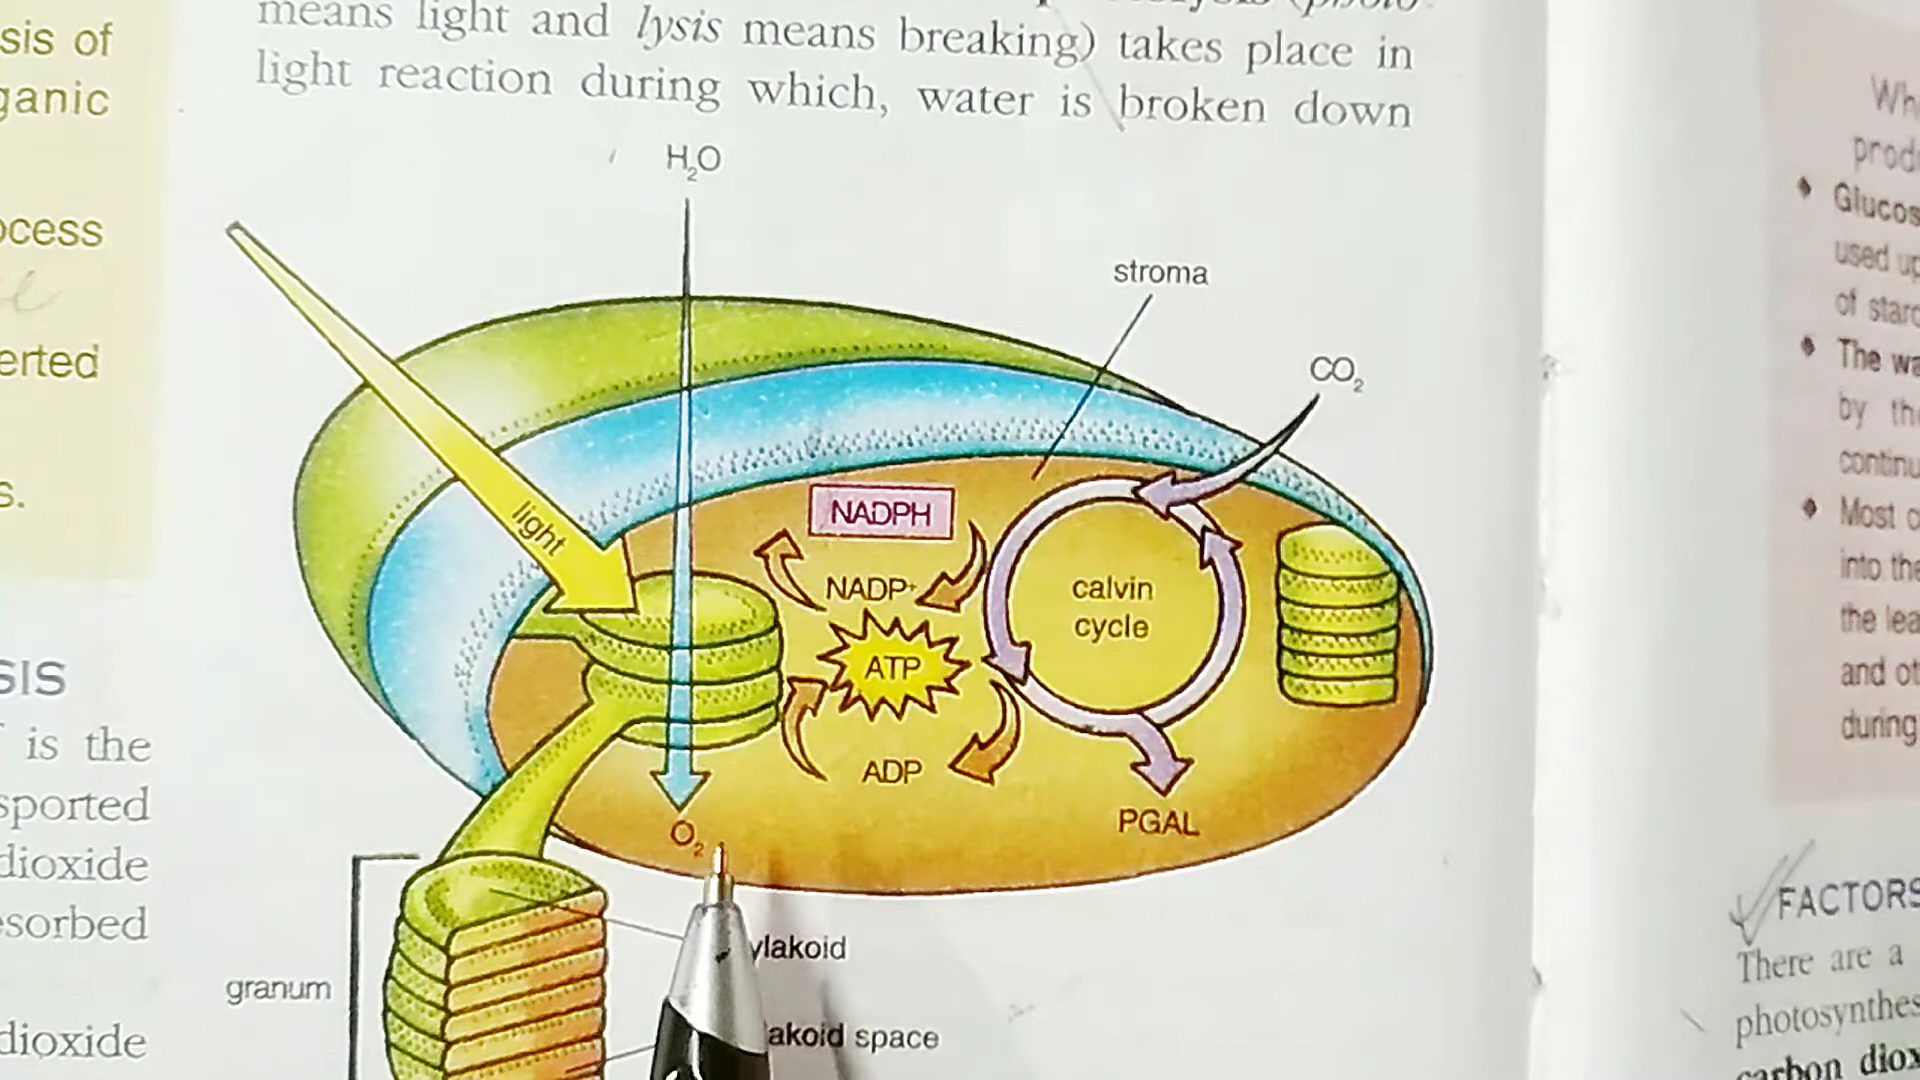 sis of
ganic
ocess
erted
s.
SIS
is the
sported
dioxide
sorbed
dioxide
means light and lysis means breaking) takes place in
light reaction during which, water is broken down
H₂O
stroma
CO₂
light
NADPH
NADP+
calvin
cycle
ATP
ADP
PGAL
O₂
ylakoid
granum
lakoid space
Wh
prod
Glucos
used up
of starc
The wa
by th
continu
Most c
into the
the lea
and ot
during
FACTORS
There are a
photosynthes
carbon diox